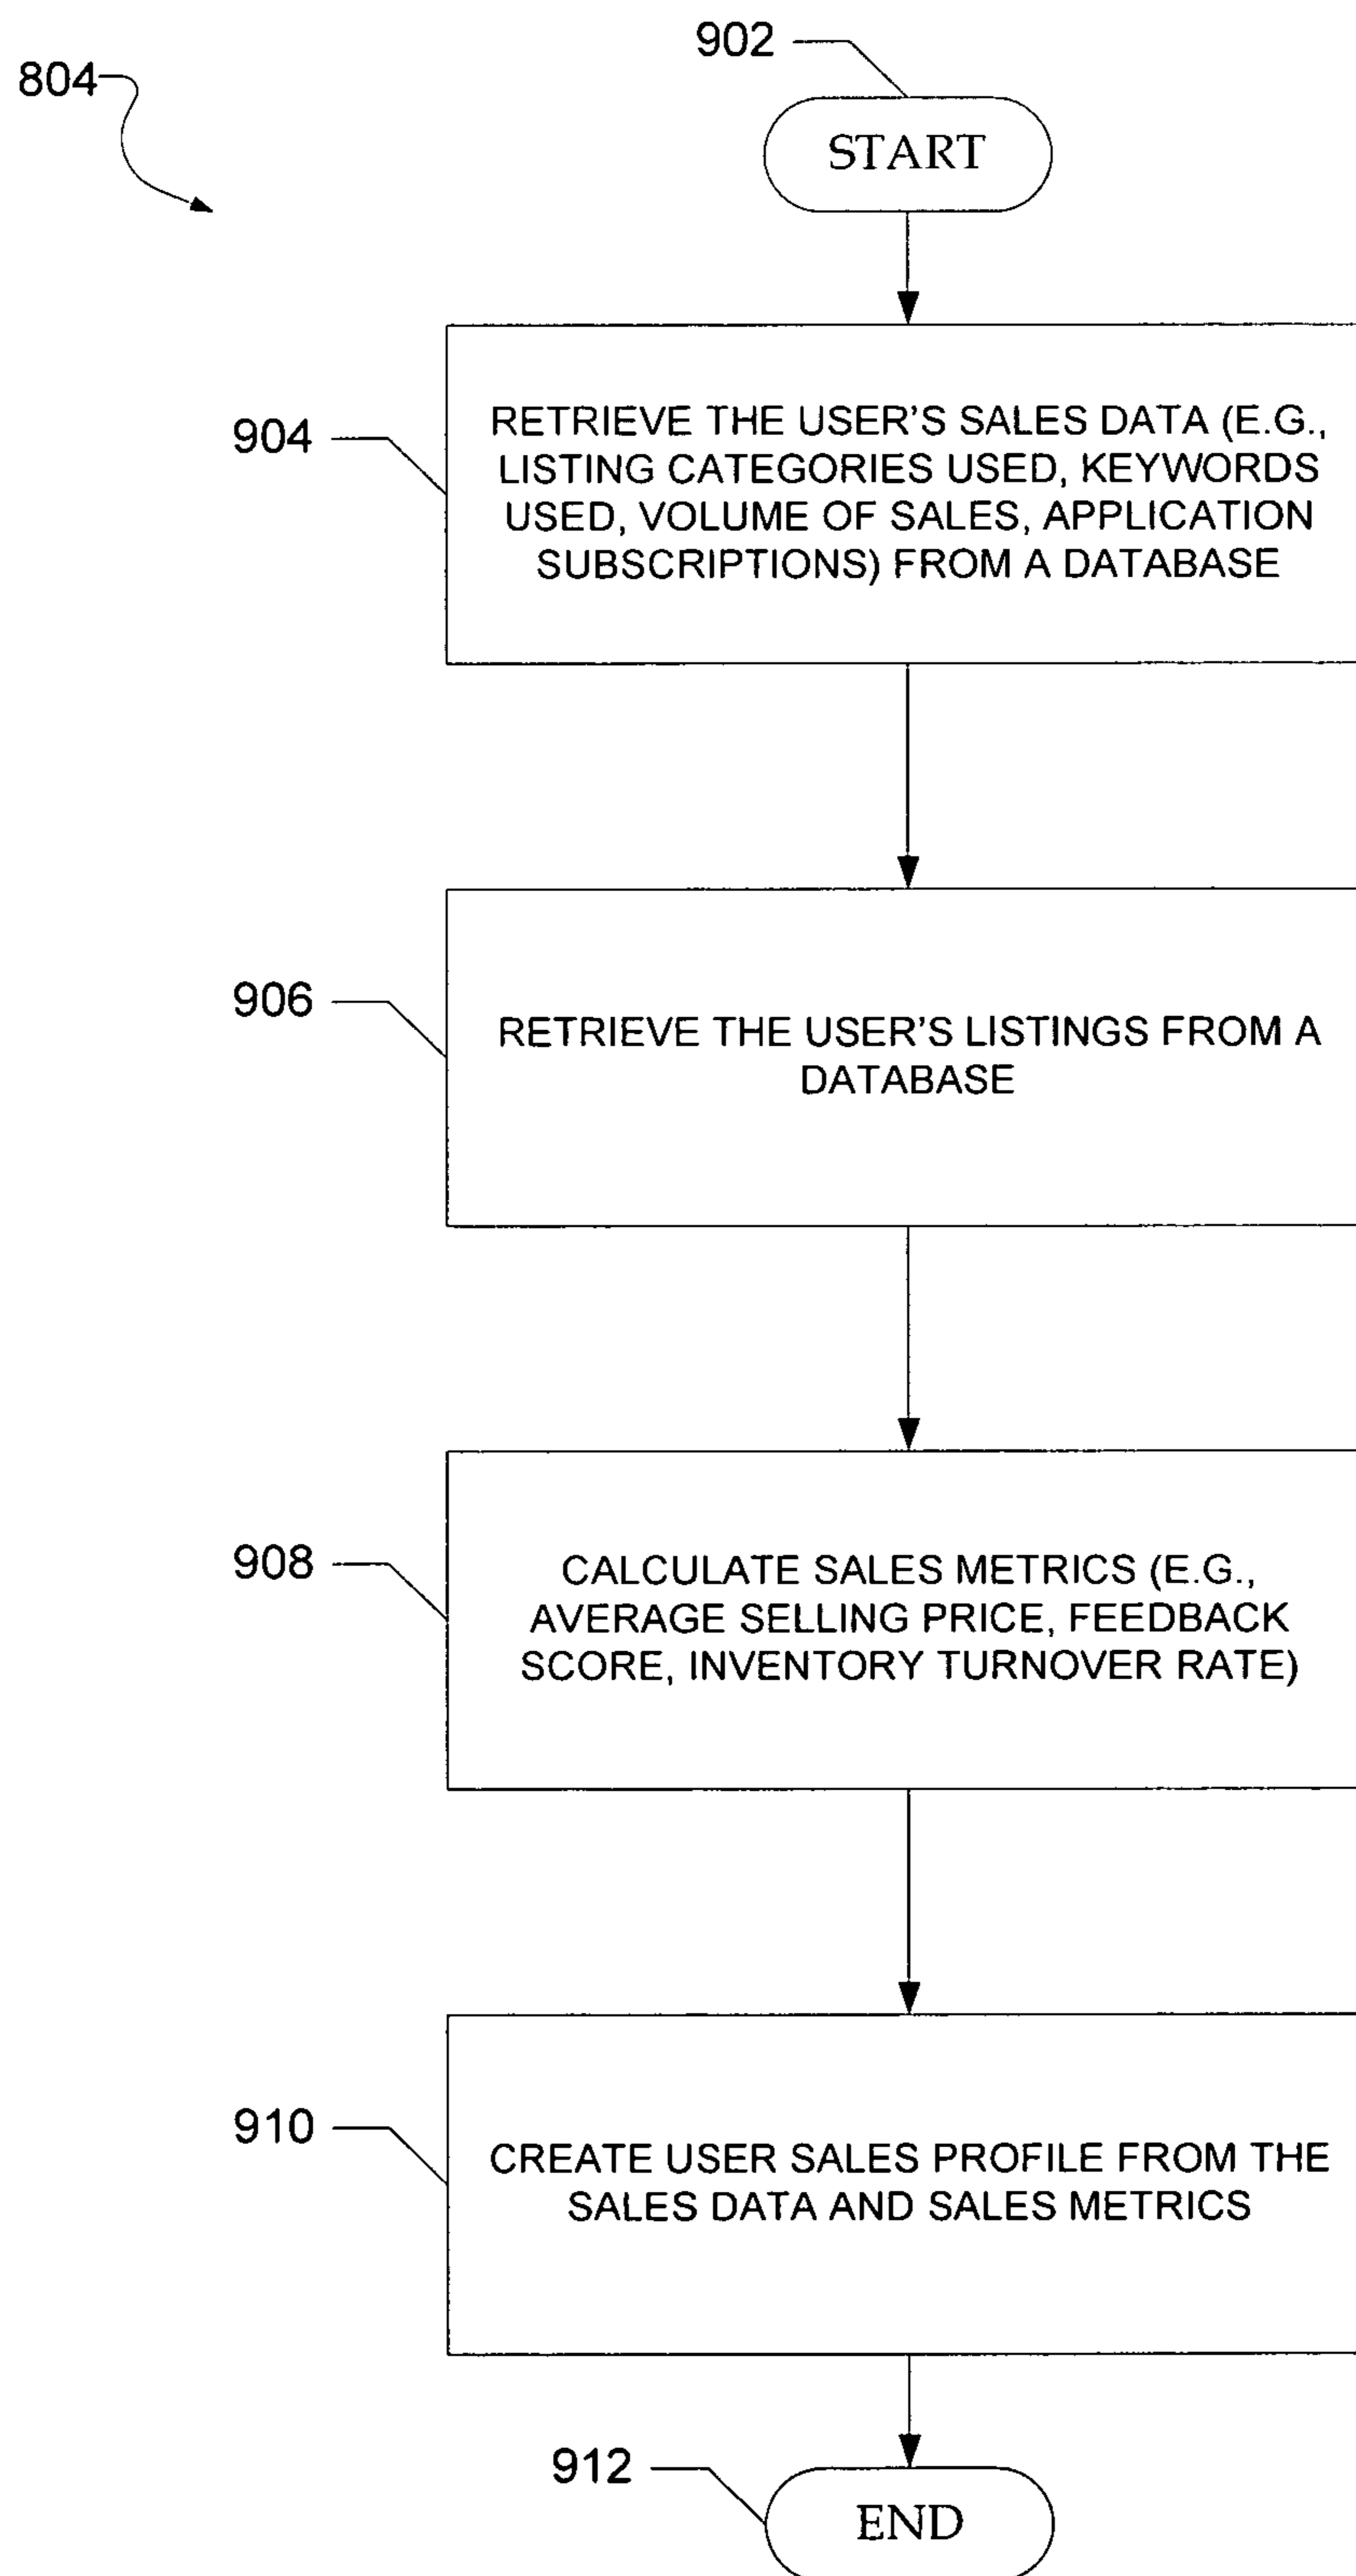 902
804
START
904
RETRIEVE THE USER'S SALES DATA (E.G.,
LISTING CATEGORIES USED, KEYWORDS
USED, VOLUME OF SALES, APPLICATION
SUBSCRIPTIONS) FROM A DATABASE
906
RETRIEVE THE USER'S LISTINGS FROM A
DATABASE
908
CALCULATE SALES METRICS (E.G.,
AVERAGE SELLING PRICE, FEEDBACK
SCORE, INVENTORY TURNOVER RATE)
910
CREATE USER SALES PROFILE FROM THE
SALES DATA AND SALES METRICS
912
END